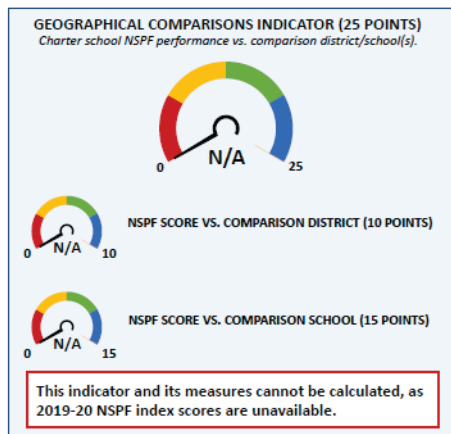 GEOGRAPHICAL COMPARISONS INDICATOR (25 POINTS)
Charter school NSPF performance vs. comparison district/school(s).
N/A
0
25
NSPF SCORE VS. COMPARISON DISTRICT (10 POINTS)
N/A
0
10
NSPF SCORE VS. COMPARISON SCHOOL (15 POINTS)
N/A
0
15
This indicator and its measures cannot be calculated, as
2019-20 NSPF index scores are unavailable.